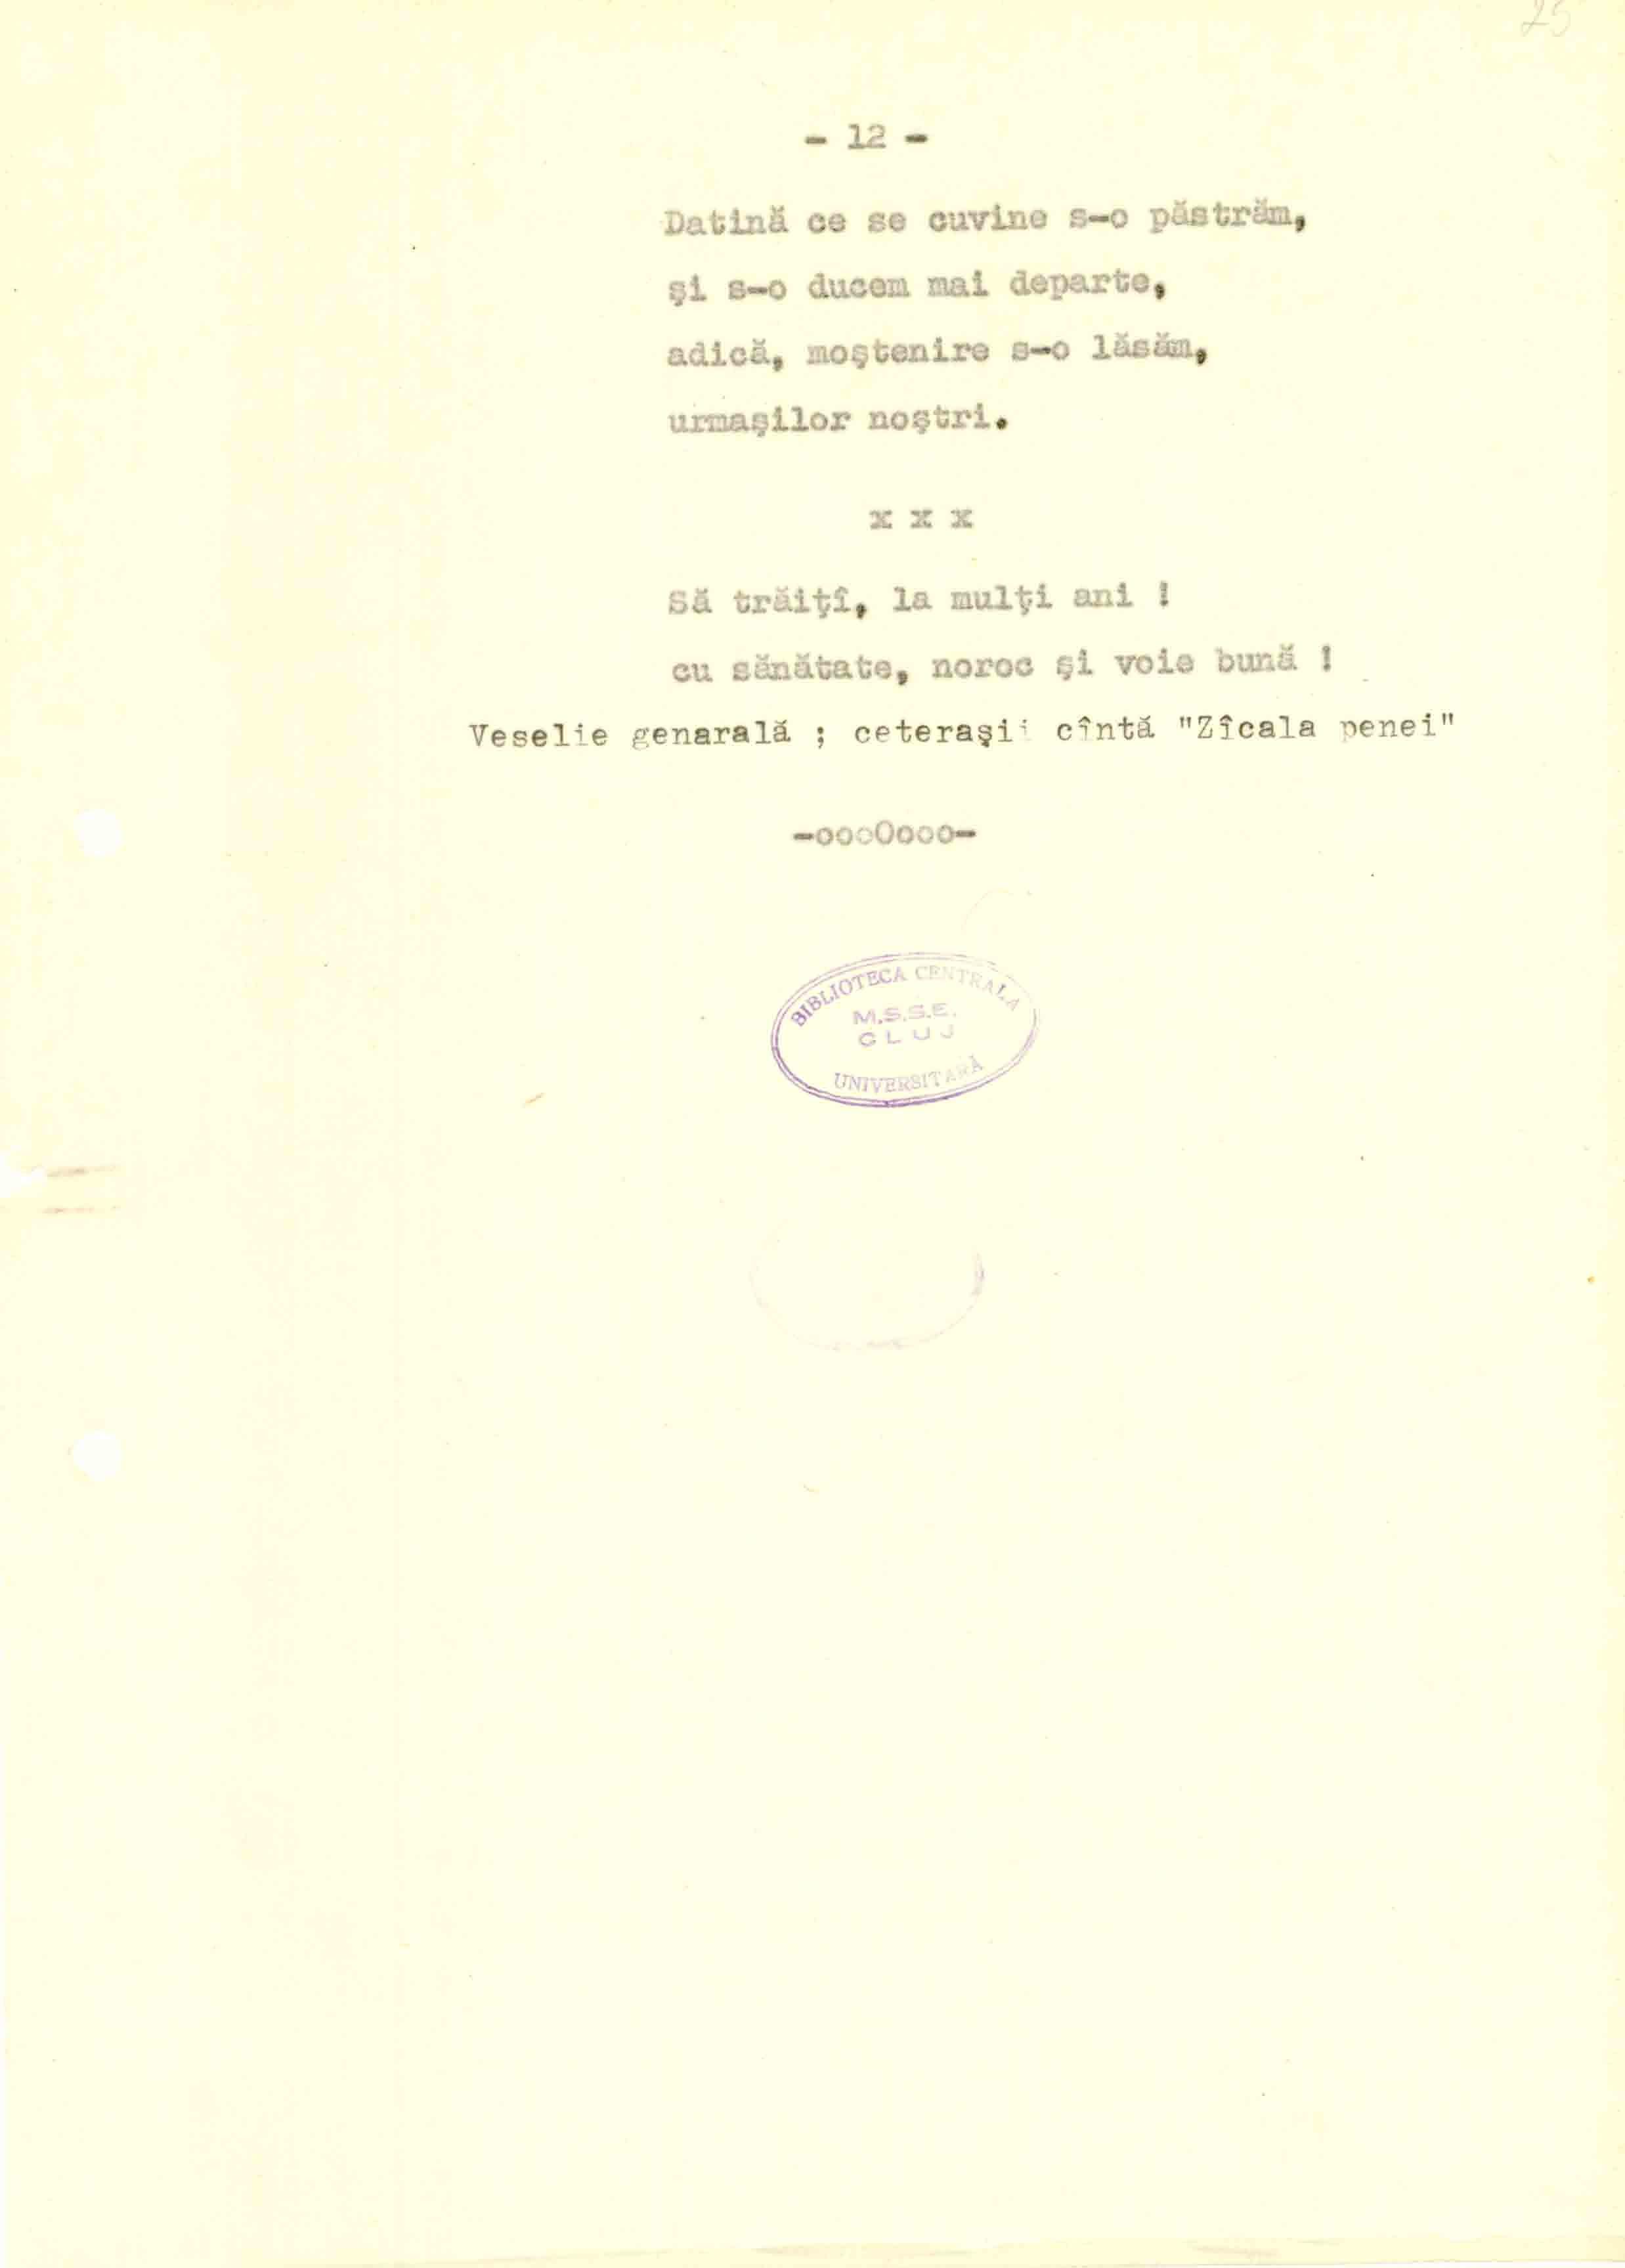 25
- 12 -
Datină ce se cuvine s-o păstrăm,
şi s-o ducem mai departe,
adică, moştenire s-o lăsăm,
urmaşilor noştri.
x x x
Să trăiţî, la mulţi ani !
cu sănătate, noroc şi voie bună !
Veselie genarală ; ceteraşii cîntă "Zîcala penei"
-oooOooo-
BIBLIOTECA CENTRALA
M.S.S.E.
CLUJ
UNIVERSITARĂ